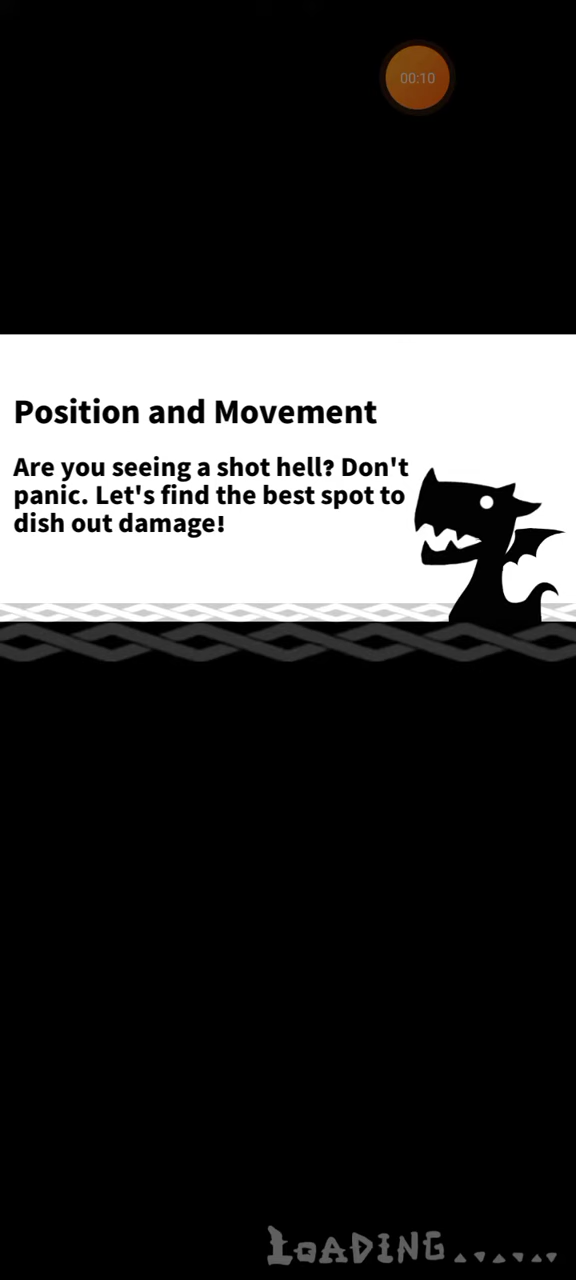 00:10
Position and Movement
Are you seeing a shot hell? Don't
panic. Let's find the best spot to
dish out damage!
LOADING......